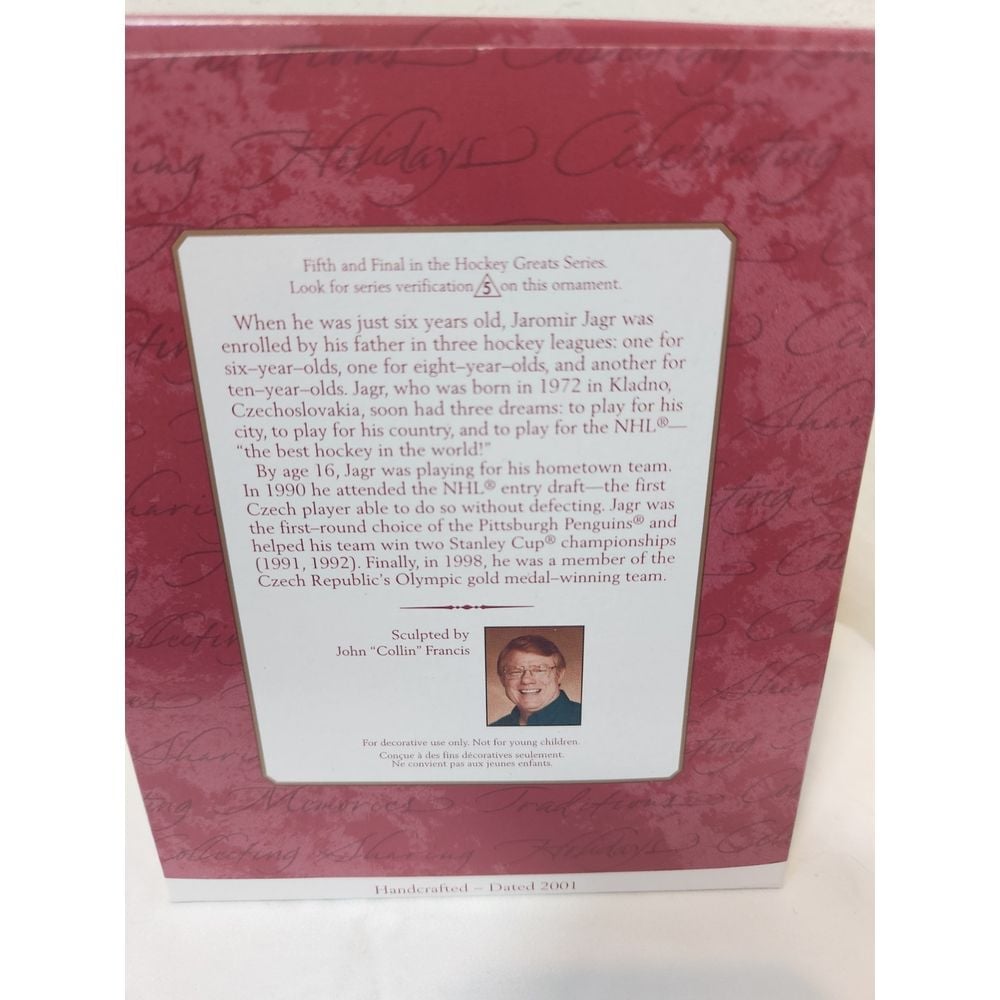 Traditions Celebrating
Holidays Celebrating
Fifth and Final in the Hockey Greats Series.
Look for series verification 5 on this ornament.
When he was just six years old, Jaromir Jagr was
enrolled by his father in three hockey leagues: one for
six–year–olds, one for eight–year–olds, and another for
ten–year–olds. Jagr, who was born in 1972 in Kladno,
Czechoslovakia, soon had three dreams: to play for his
city, to play for his country, and to play for the NHL®—
“the best hockey in the world!”
By age 16, Jagr was playing for his hometown team.
In 1990 he attended the NHL® entry draft—the first
Czech player able to do so without defecting. Jagr was
the first–round choice of the Pittsburgh Penguins® and
helped his team win two Stanley Cup® championships
(1991, 1992). Finally, in 1998, he was a member of the
Czech Republic’s Olympic gold medal–winning team.
Sculpted by
John “Collin” Francis
For decorative use only. Not for young children.
Conçue à des fins décoratives seulement.
Ne convient pas aux jeunes enfants.
Memories Traditions
Collecting Sharing Holidays
Handcrafted – Dated 2001